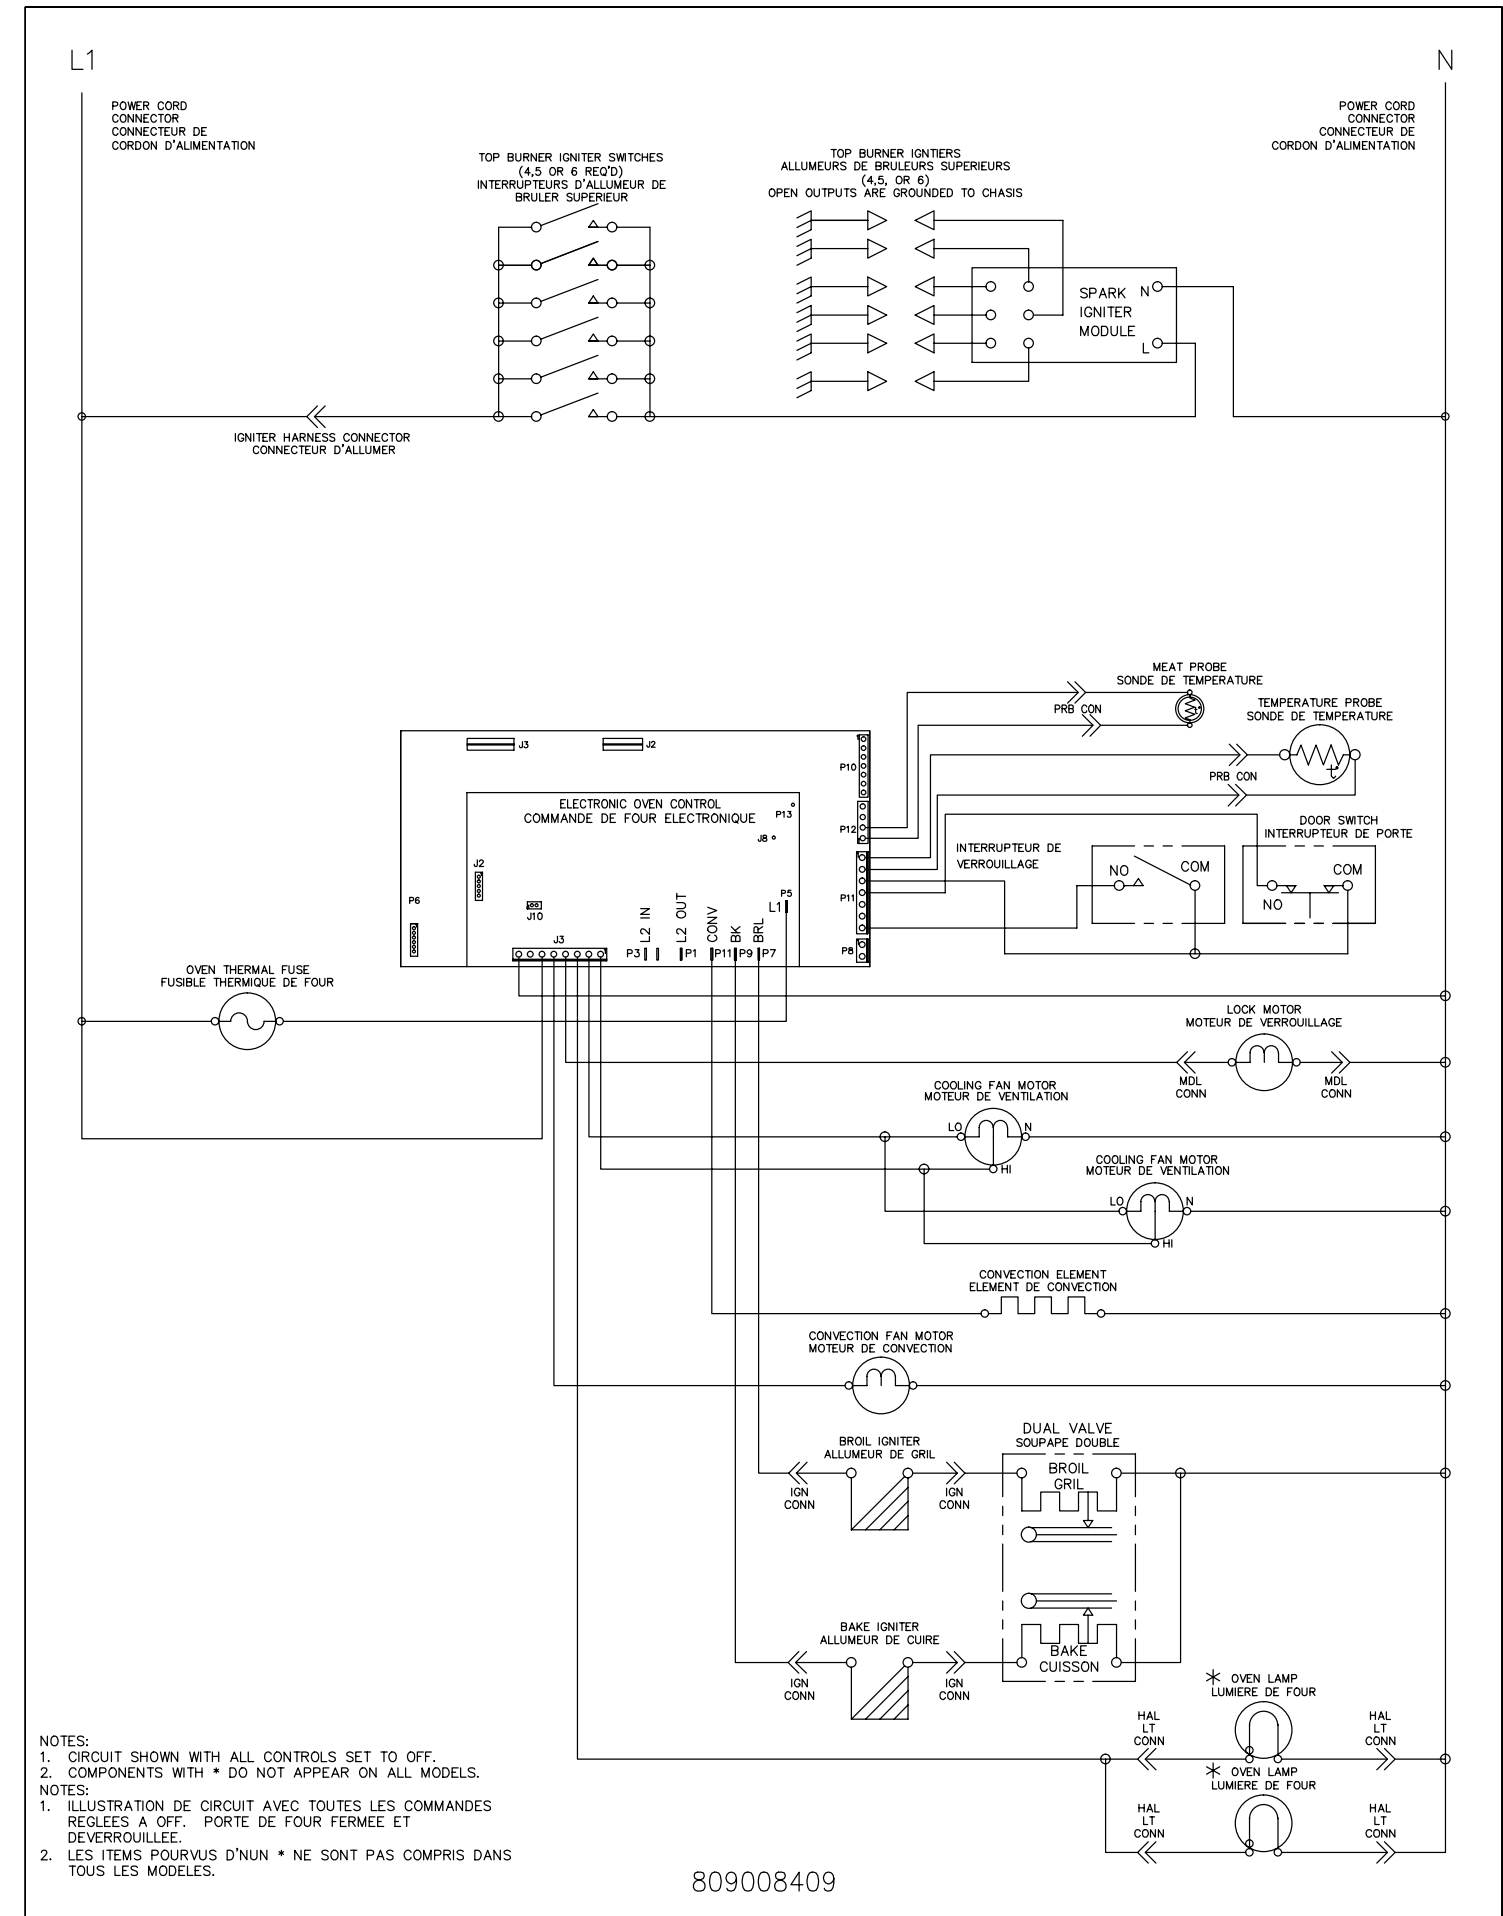 L1
N
POWER CORD
CONNECTOR
CONNECTEUR DE
CORDON D'ALIMENTATION
POWER CORD
CONNECTOR
CONNECTEUR DE
CORDON D'ALIMENTATION
TOP BURNER IGNITER SWITCHES
(4,5 OR 6 REQ'D)
INTERRUPTEURS D'ALLUMEUR DE
BRULER SUPERIEUR
TOP BURNER IGNTIERS
ALLUMEURS DE BRULEURS SUPERIEURS
(4,5, OR 6)
OPEN OUTPUTS ARE GROUNDED TO CHASIS
SPARK
IGNITER
MODULE
N
L
IGNITER HARNESS CONNECTOR
CONNECTEUR D'ALLUMER
MEAT PROBE
SONDE DE TEMPERATURE
PRB CON
TEMPERATURE PROBE
SONDE DE TEMPERATURE
t°
PRB CON
J3
J2
P10
ELECTRONIC OVEN CONTROL
COMMANDE DE FOUR ELECTRONIQUE
P13
J8
P12
DOOR SWITCH
INTERRUPTEUR DE PORTE
INTERRUPTEUR DE
VERROUILLAGE
NO
COM
NO
COM
J2
P6
J10
J3
P3
L2 IN
L2 OUT
P1
CONV
P11
BK
P9
BRL
P7
P5
L1
P11
P8
OVEN THERMAL FUSE
FUSIBLE THERMIQUE DE FOUR
LOCK MOTOR
MOTEUR DE VERROUILLAGE
MDL
CONN
MDL
CONN
COOLING FAN MOTOR
MOTEUR DE VENTILATION
LO
N
HI
COOLING FAN MOTOR
MOTEUR DE VENTILATION
LO
N
HI
CONVECTION ELEMENT
ELEMENT DE CONVECTION
CONVECTION FAN MOTOR
MOTEUR DE CONVECTION
BROIL IGNITER
ALLUMEUR DE GRIL
IGN
CONN
IGN
CONN
DUAL VALVE
SOUPAPE DOUBLE
BROIL
GRIL
BAKE IGNITER
ALLUMEUR DE CUIRE
IGN
CONN
IGN
CONN
BAKE
CUISSON
* OVEN LAMP
LUMIERE DE FOUR
HAL
LT
CONN
HAL
LT
CONN
* OVEN LAMP
LUMIERE DE FOUR
HAL
LT
CONN
HAL
LT
CONN
NOTES:
1. CIRCUIT SHOWN WITH ALL CONTROLS SET TO OFF.
2. COMPONENTS WITH * DO NOT APPEAR ON ALL MODELS.
NOTES:
1. ILLUSTRATION DE CIRCUIT AVEC TOUTES LES COMMANDES
REGLEES A OFF. PORTE DE FOUR FERMEE ET
DEVERROUILLEE.
2. LES ITEMS POURVUS D'NUN * NE SONT PAS COMPRIS DANS
TOUS LES MODELES.
809008409